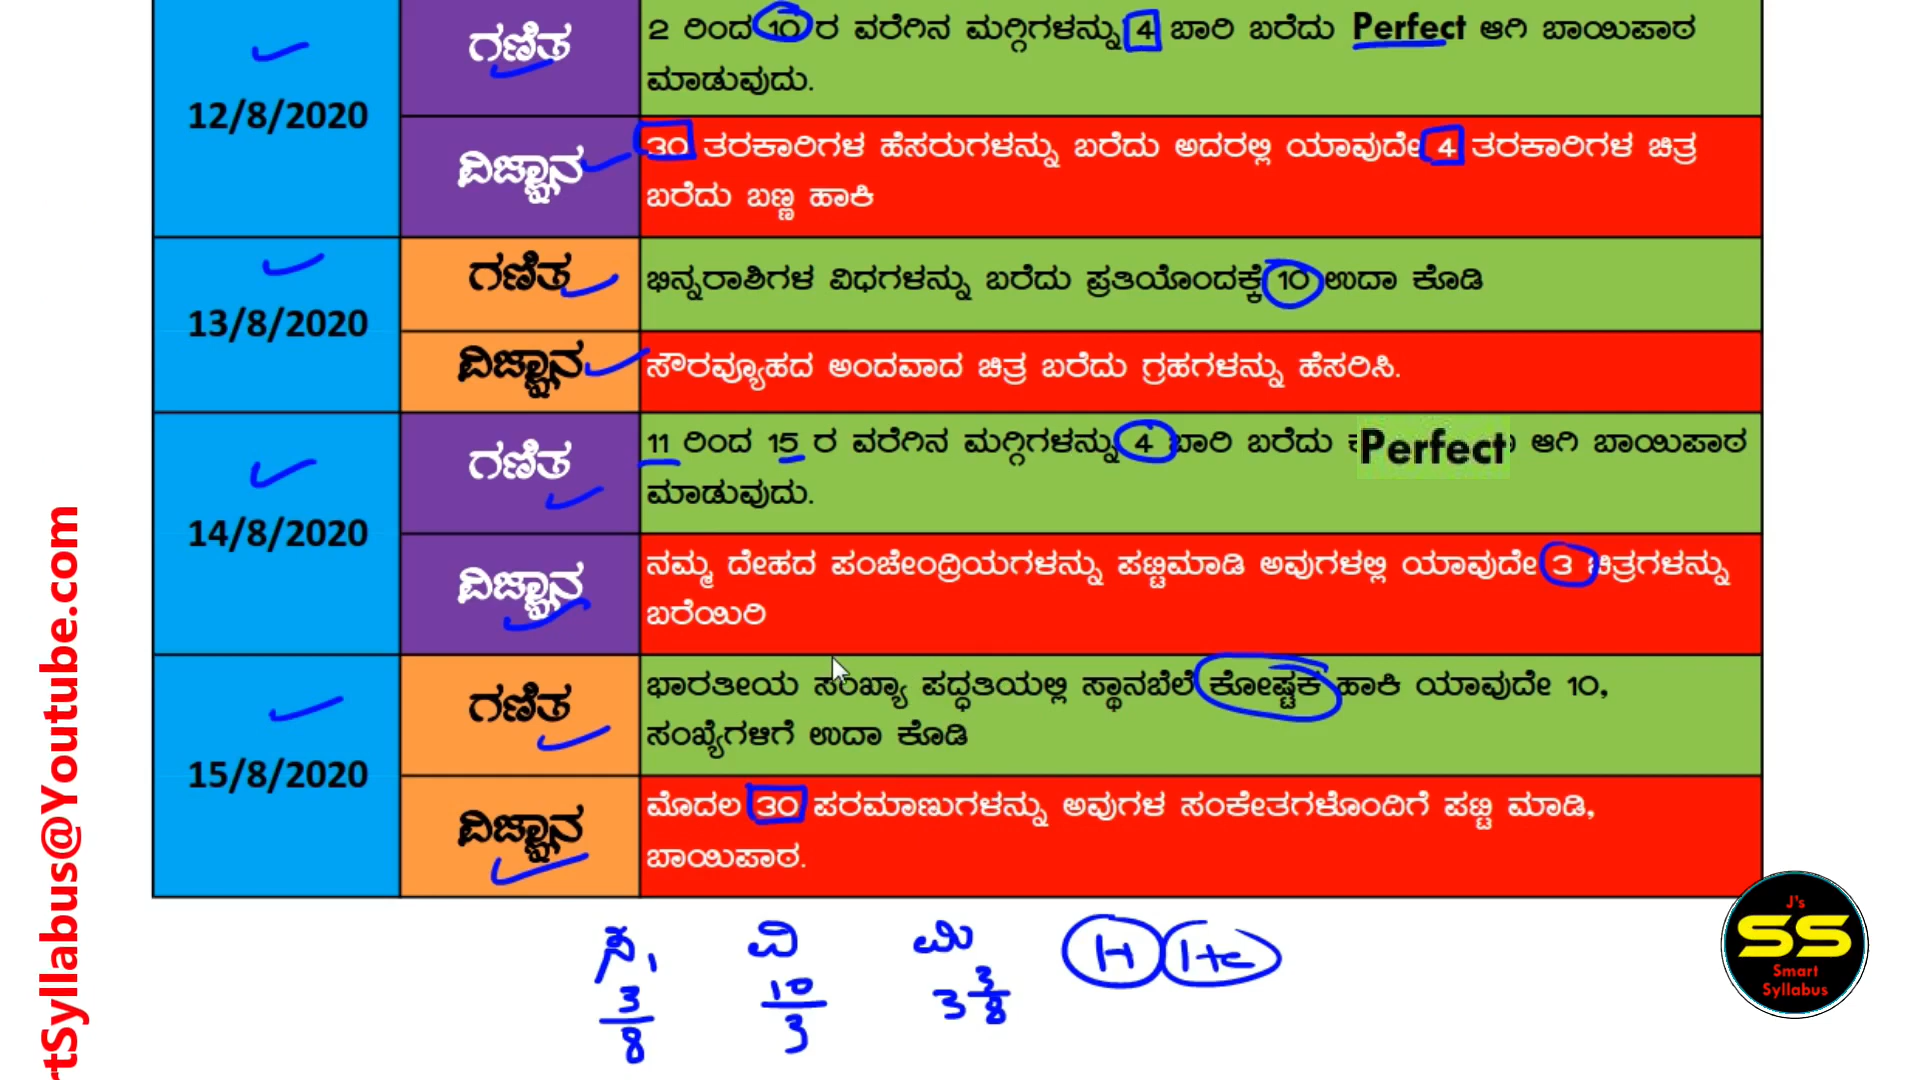 12/8/2020
ಗಣಿತ
2 ರಿಂದ 10 ರ ವರೆಗಿನ ಮಗ್ಗಿಗಳನ್ನು 4 ಬಾರಿ ಬರೆದು Perfect ಆಗಿ ಬಾಯಿಪಾಠ
ಮಾಡುವುದು.
ವಿಜ್ಞಾನ
30 ತರಕಾರಿಗಳ ಹೆಸರುಗಳನ್ನು ಬರೆದು ಅದರಲ್ಲಿ ಯಾವುದೇ 4 ತರಕಾರಿಗಳ ಚಿತ್ರ
ಬರೆದು ಬಣ್ಣ ಹಾಕಿ
13/8/2020
ಗಣಿತ
ಭಿನ್ನರಾಶಿಗಳ ವಿಧಗಳನ್ನು ಬರೆದು ಪ್ರತಿಯೊಂದಕ್ಕೆ 10 ಉದಾ ಕೊಡಿ
ವಿಜ್ಞಾನ
ಸೌರವ್ಯೂಹದ ಅಂದವಾದ ಚಿತ್ರ ಬರೆದು ಗ್ರಹಗಳನ್ನು ಹೆಸರಿಸಿ.
14/8/2020
ಗಣಿತ
11 ರಿಂದ 15 ರ ವರೆಗಿನ ಮಗ್ಗಿಗಳನ್ನು 4 ಬಾರಿ ಬರೆದು Perfect ಆಗಿ ಬಾಯಿಪಾಠ
ಮಾಡುವುದು.
ವಿಜ್ಞಾನ
ನಮ್ಮ ದೇಹದ ಪಂಚೇಂದ್ರಿಯಗಳನ್ನು ಪಟ್ಟಿಮಾಡಿ ಅವುಗಳಲ್ಲಿ ಯಾವುದೇ 3 ಚಿತ್ರಗಳನ್ನು
ಬರೆಯಿರಿ
15/8/2020
ಗಣಿತ
ಭಾರತೀಯ ಸಂಖ್ಯಾ ಪದ್ಧತಿಯಲ್ಲಿ ಸ್ಥಾನಬೆಲೆ ಕೋಷ್ಟಕ ಹಾಕಿ ಯಾವುದೇ 10,
ಸಂಖ್ಯೆಗಳಿಗೆ ಉದಾ ಕೊಡಿ
ವಿಜ್ಞಾನ
ಮೊದಲ 30 ಪರಮಾಣುಗಳನ್ನು ಅವುಗಳ ಸಂಕೇತಗಳೊಂದಿಗೆ ಪಟ್ಟಿ ಮಾಡಿ,
ಬಾಯಿಪಾಠ.
ಸ, ವಿ ಮಿ H He
3/8 10/3 3 3/8
rtSyllabus@Youtube.com
J's
SS
Smart
Syllabus